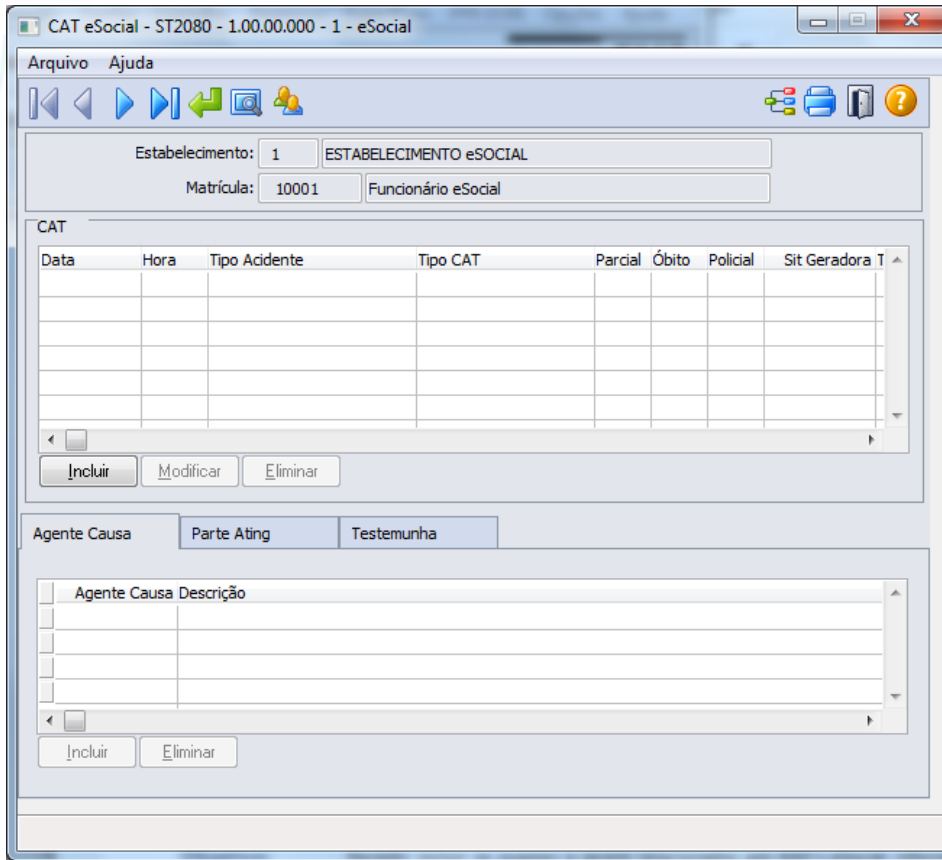 CAT eSocial - ST2080 - 1.00.00.000 - 1 - eSocial
Arquivo Ajuda
Estabelecimento: 1 ESTABELECIMENTO eSOCIAL
Matrícula: 10001 Funcionário eSocial
CAT
Data Hora Tipo Acidente Tipo CAT Parcial Óbito Policial Sit Geradora T
Incluir Modificar Eliminar
Agente Causa Parte Ating Testemunha
Agente Causa Descrição
Incluir Eliminar